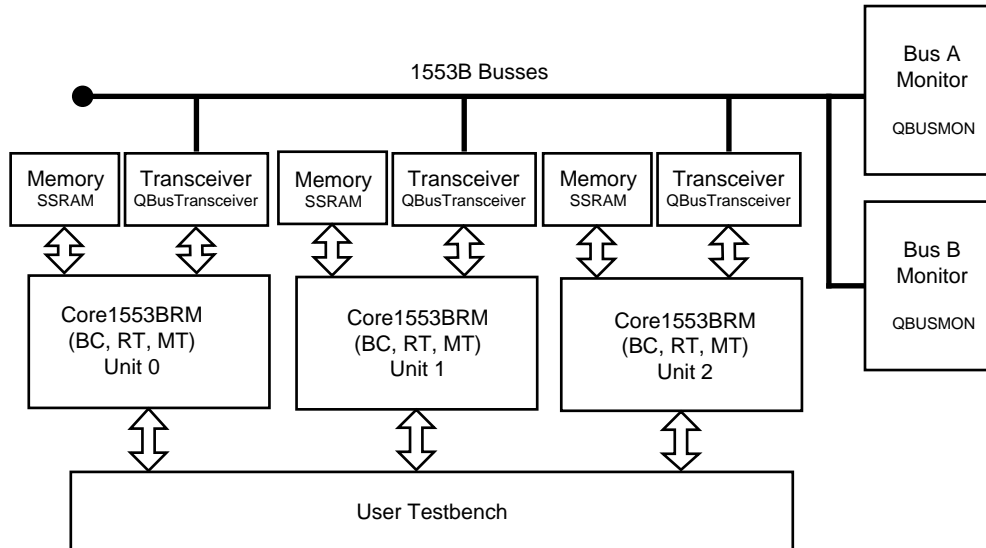 1553B Busses
Bus A
Monitor
QBUSMON
Memory
SSRAM
Transceiver
QBusTransceiver
Memory
SSRAM
Transceiver
QBusTransceiver
Memory
SSRAM
Transceiver
QBusTransceiver
Bus B
Monitor
QBUSMON
Core1553BRM
(BC, RT, MT)
Unit 0
Core1553BRM
(BC, RT, MT)
Unit 1
Core1553BRM
(BC, RT, MT)
Unit 2
User Testbench